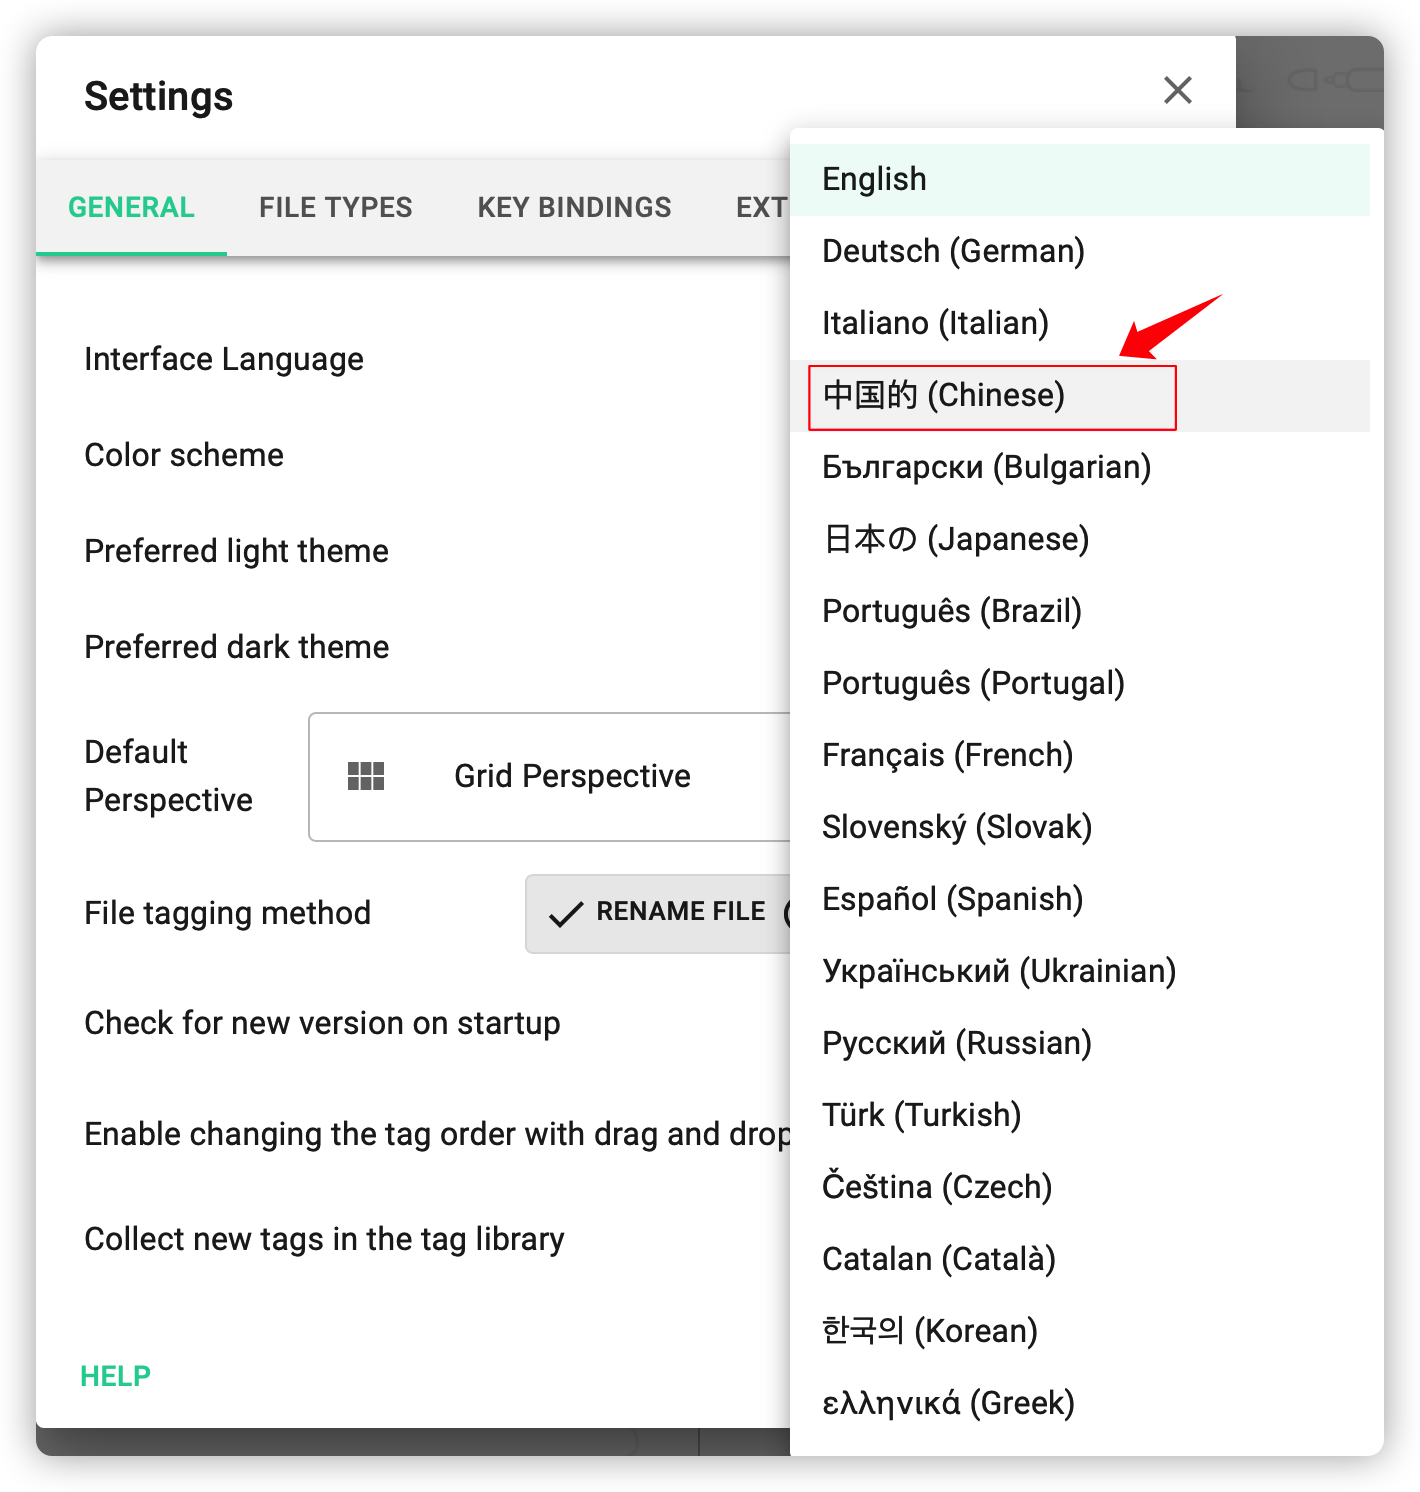 Settings
GENERAL
FILE TYPES
KEY BINDINGS
EXT
Interface Language
Color scheme
Preferred light theme
Preferred dark theme
Default
Perspective
Grid Perspective
File tagging method
RENAME FILE
Check for new version on startup
Enable changing the tag order with drag and drop
Collect new tags in the tag library
HELP
English
Deutsch (German)
Italiano (Italian)
中国的 (Chinese)
Български (Bulgarian)
日本の (Japanese)
Português (Brazil)
Português (Portugal)
Français (French)
Slovenský (Slovak)
Español (Spanish)
Український (Ukrainian)
Русский (Russian)
Türk (Turkish)
Čeština (Czech)
Catalan (Català)
한국의 (Korean)
ελληνικά (Greek)